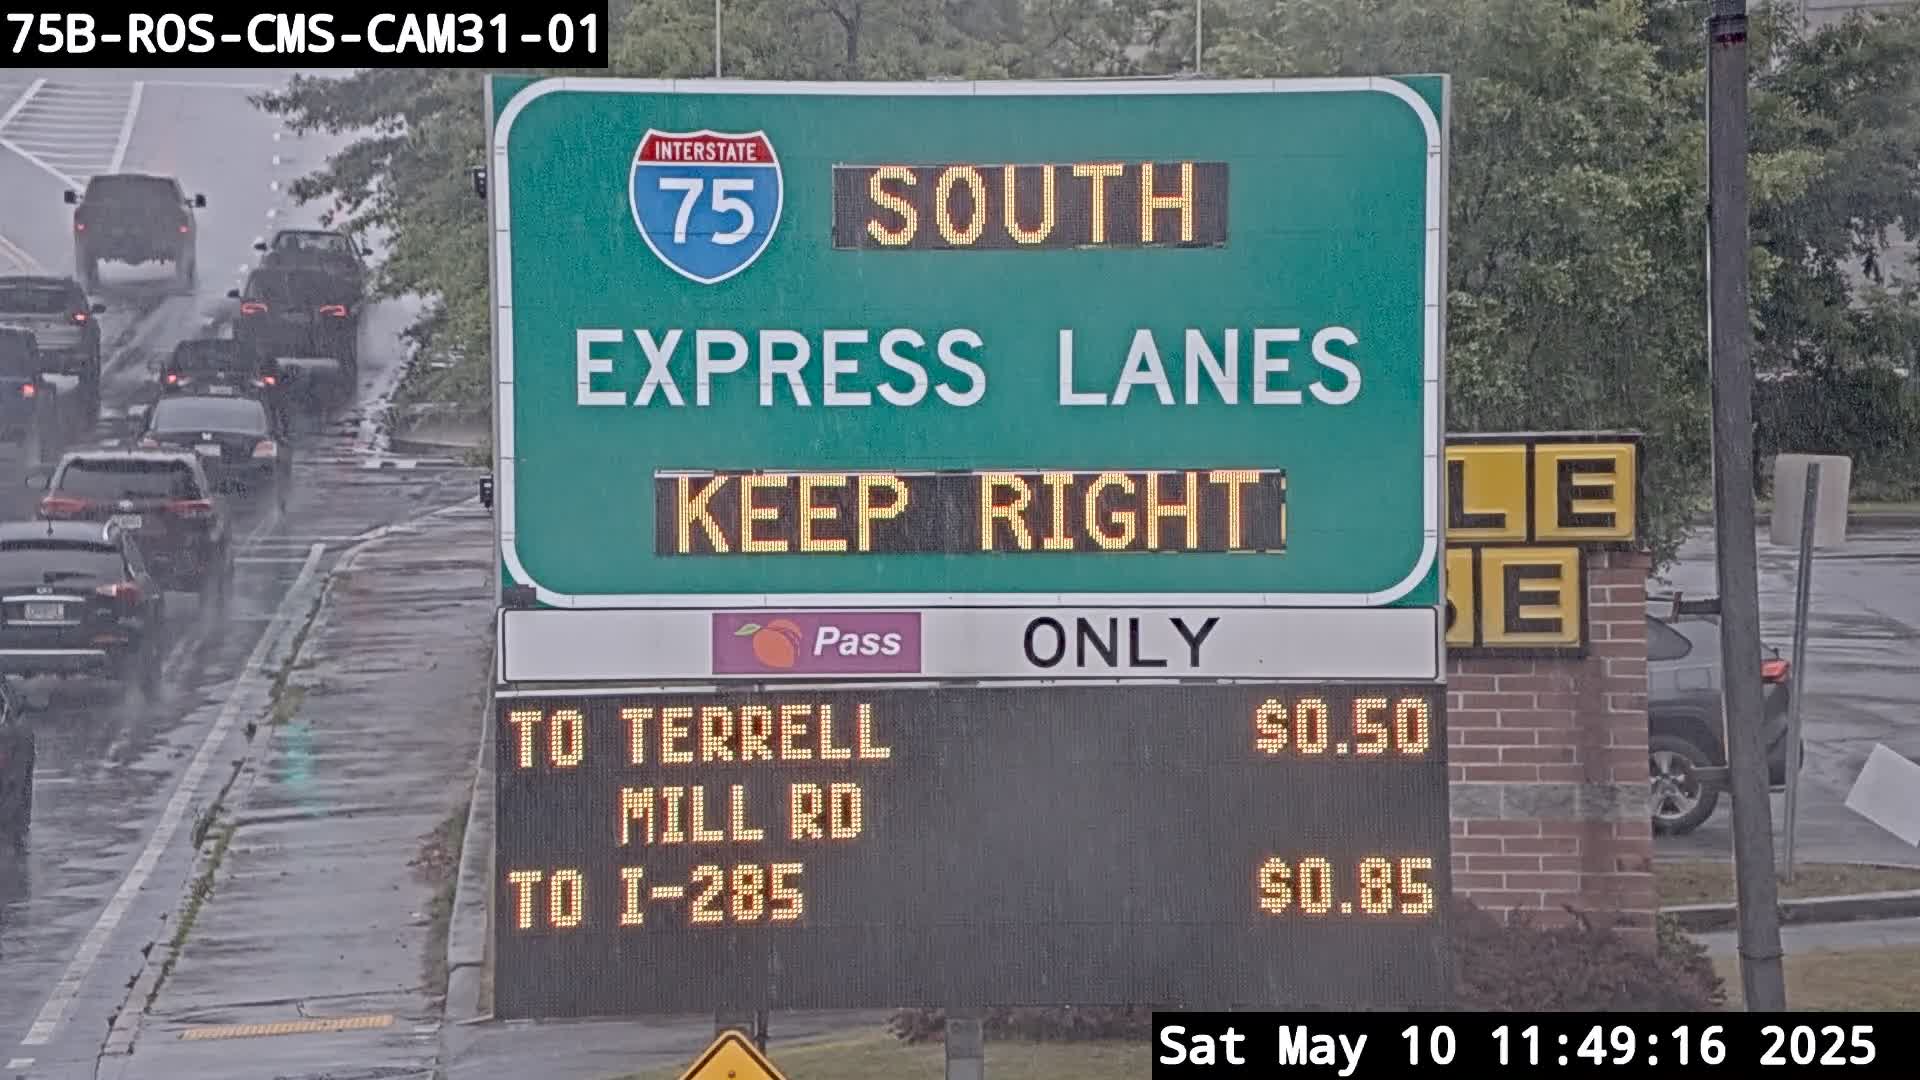 75B-ROS-CMS-CAM31-01
INTERSTATE
75
SOUTH
EXPRESS LANES
KEEP RIGHT
Pass ONLY
TO TERRELL $0.50
MILL RD
TO I-285 $0.85
LE
E
Sat May 10 11:49:16 2025